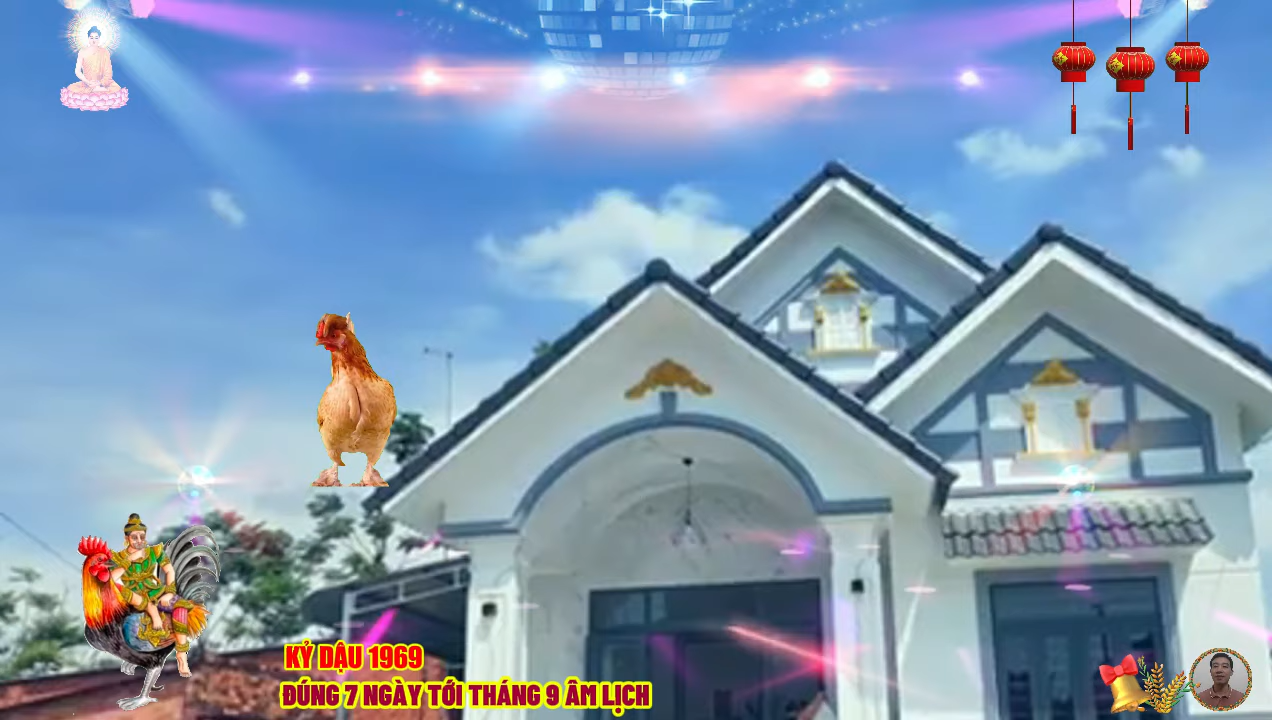 KỶ DẬU 1969
ĐÚNG 7 NGÀY TỚI THÁNG 9 ÂM LỊCH